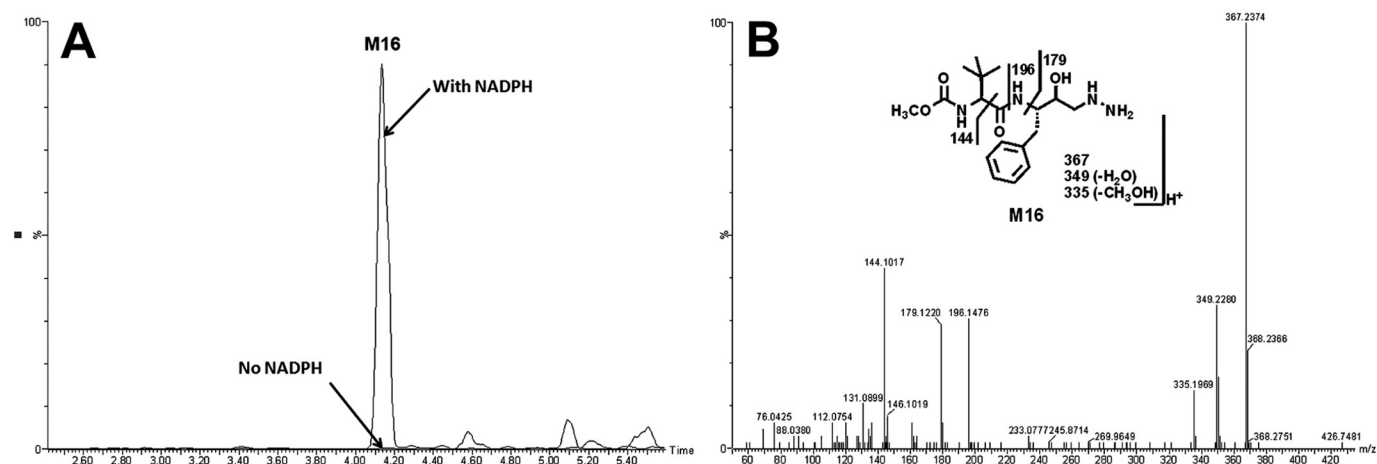 A
100
M16
With NADPH
%
No NADPH
0
2.60 2.80 3.00 3.20 3.40 3.60 3.80 4.00 4.20 4.40 4.60 4.80 5.00 5.20 5.40 Time
B
100
367.2374
196 179
H OH
O H
N N NH2
H3CO O N
H O
144
367
349 (-H2O)
335 (-CH3OH)
H+
M16
%
144.1017
179.1220 196.1476
349.2280
368.2366
335.1969
131.0899
146.1019
76.0425
88.0380
112.0754
233.0777 245.8714
269.9649
368.2751
426.7481
0
60 80 100 120 140 160 180 200 220 240 260 280 300 320 340 360 380 400 420 m/z